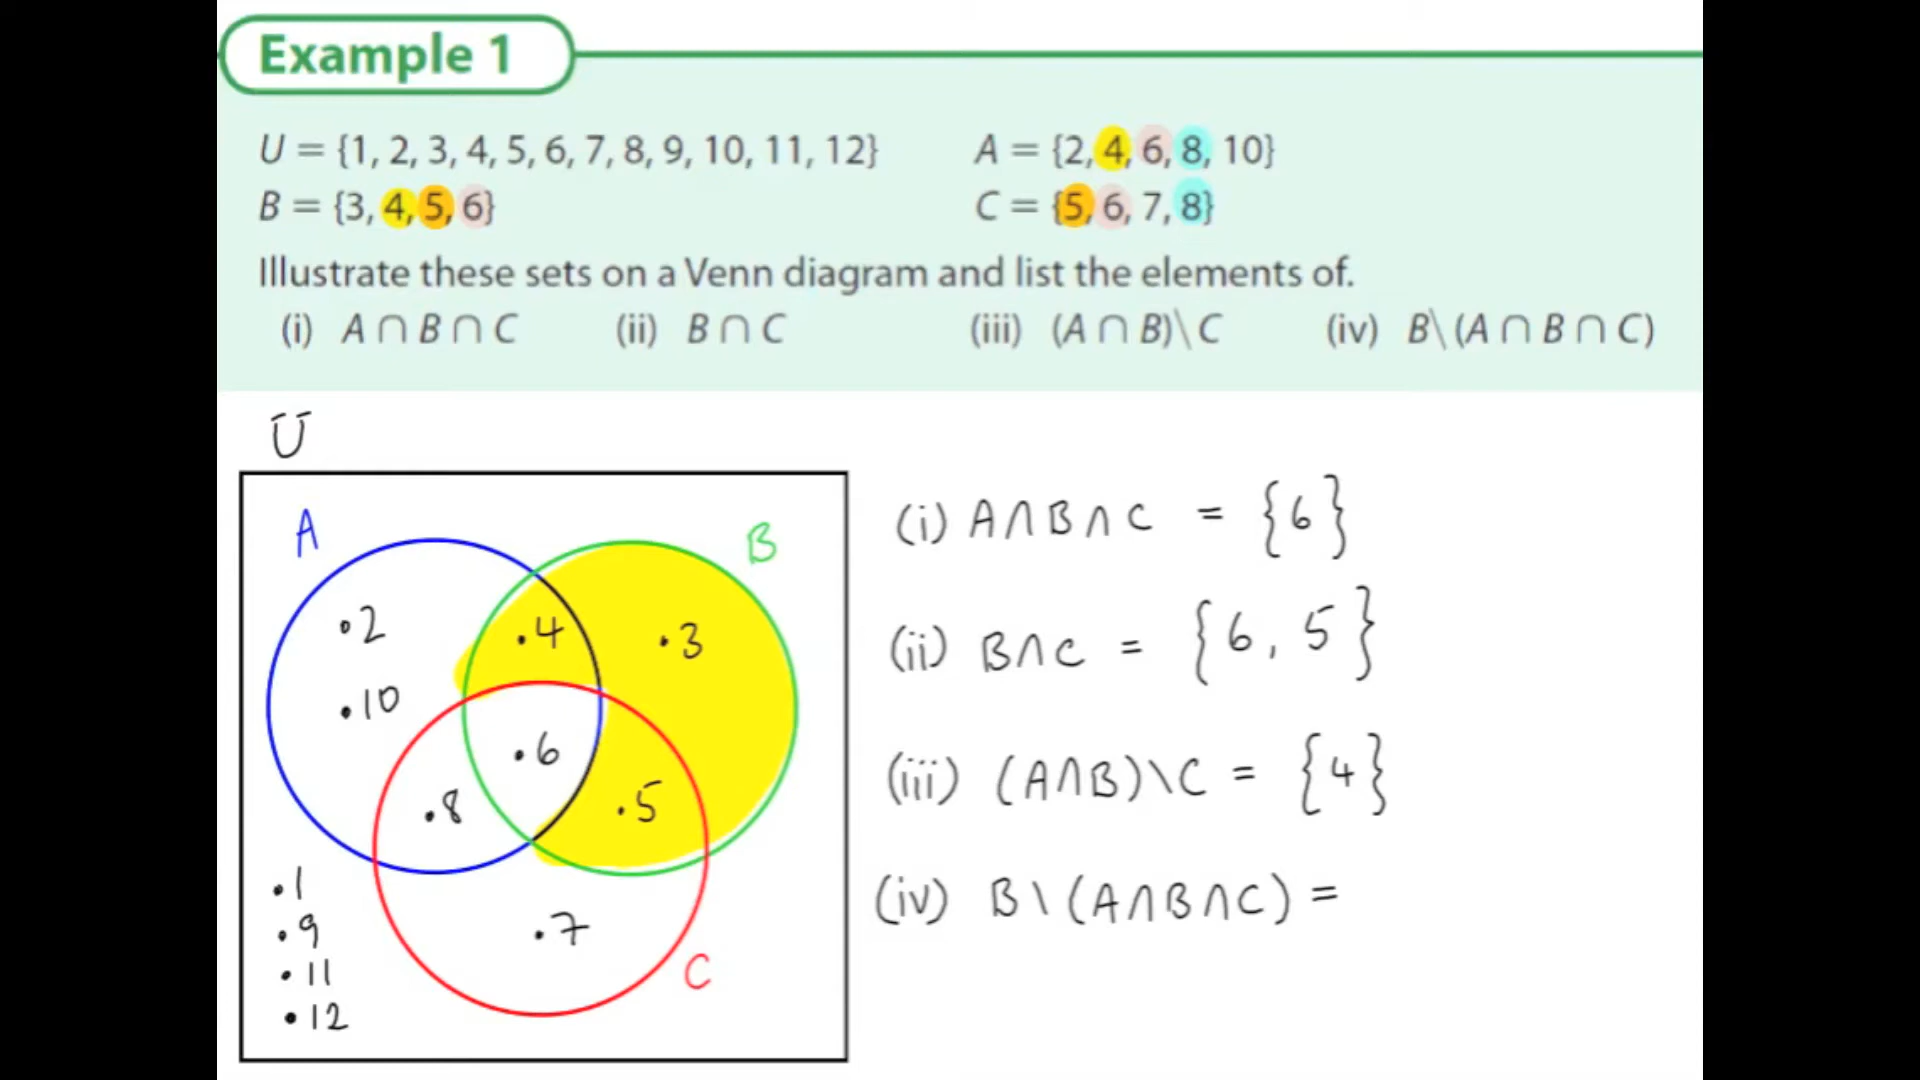 Example 1
U = {1, 2, 3, 4, 5, 6, 7, 8, 9, 10, 11, 12} A = {2, 4, 6, 8, 10}
B = {3, 4, 5, 6} C = {5, 6, 7, 8}
Illustrate these sets on a Venn diagram and list the elements of.
(i) A ∩ B ∩ C (ii) B ∩ C (iii) (A ∩ B)\C (iv) B\(A ∩ B ∩ C)
U
A
B
.2
.4
.3
.10
.6
.8
.5
.1
.9
.7
.11
C
.12
(i) A∩B∩C = {6}
(ii) B∩C = {6, 5}
(iii) (A∩B)\C = {4}
(iv) B\(A∩B∩C) =